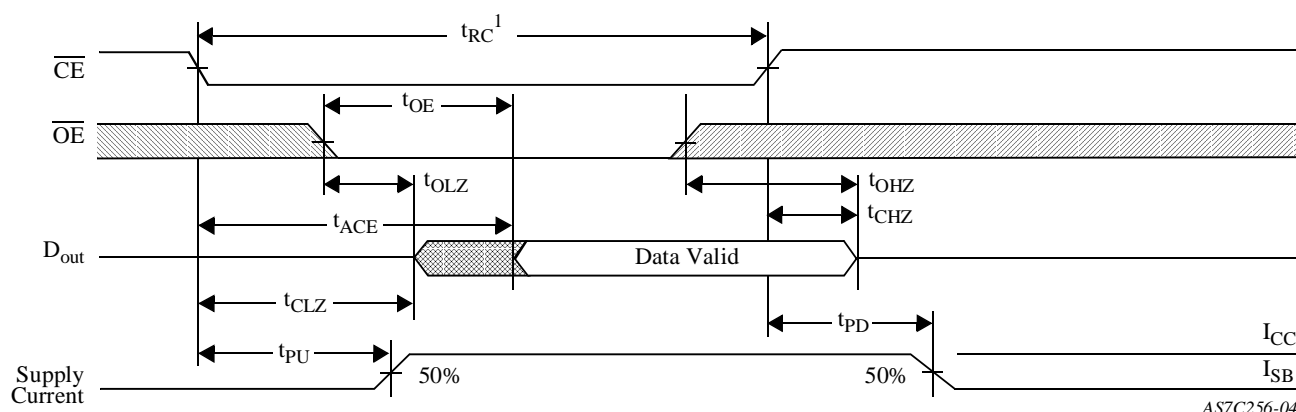 tRC1
CE
tOE
OE
tOLZ
tOHZ
tACE
tCHZ
Dout
Data Valid
tCLZ
tPD
ICC
tPU
Supply
Current
50%
50%
ISB
AS7C256-04